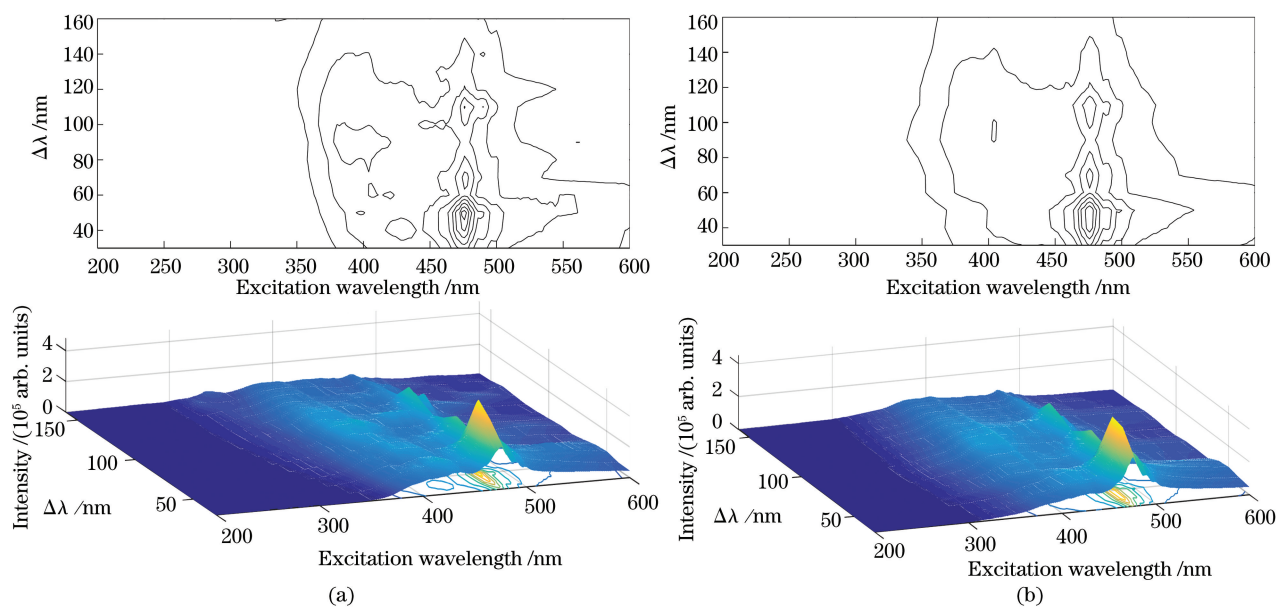 160
140
120
100
80
60
40
Δλ /nm
200 250 300 350 400 450 500 550 600
Excitation wavelength /nm
160
140
120
100
80
60
40
Δλ /nm
200 250 300 350 400 450 500 550 600
Excitation wavelength /nm
4
2
0
Intensity /(10⁵ arb. units)
150
100
50
Δλ /nm
200 300 400 500 600
Excitation wavelength /nm
(a)
4
2
0
Intensity /(10⁵ arb. units)
150
100
50
Δλ /nm
200 300 400 500 600
Excitation wavelength /nm
(b)